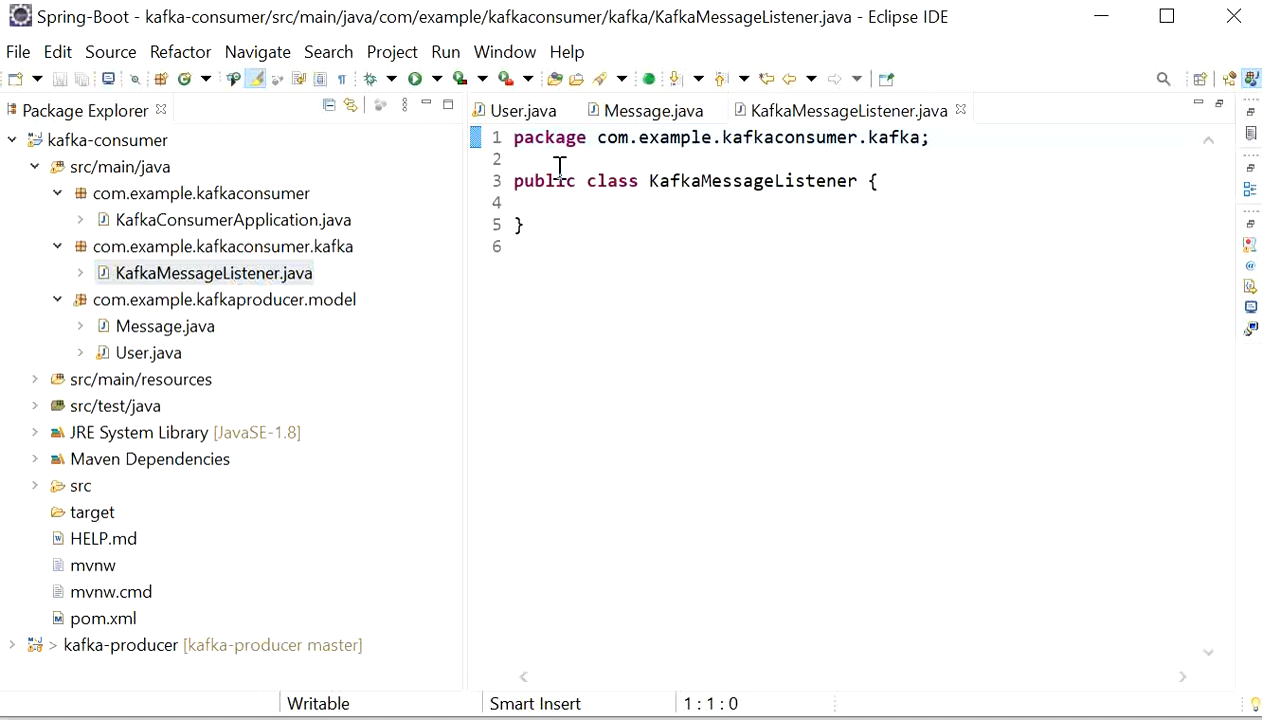 Spring-Boot - kafka-consumer/src/main/java/com/example/kafkaconsumer/kafka/KafkaMessageListener.java - Eclipse IDE
File Edit Source Refactor Navigate Search Project Run Window Help
Package Explorer
User.java Message.java KafkaMessageListener.java
kafka-consumer
src/main/java
com.example.kafkaconsumer
KafkaConsumerApplication.java
com.example.kafkaconsumer.kafka
KafkaMessageListener.java
com.example.kafkaproducer.model
Message.java
User.java
src/main/resources
src/test/java
JRE System Library [JavaSE-1.8]
Maven Dependencies
src
target
HELP.md
mvnw
mvnw.cmd
pom.xml
> kafka-producer [kafka-producer master]
1 package com.example.kafkaconsumer.kafka;
2
3 public class KafkaMessageListener {
4
5 }
6
Writable Smart Insert 1 : 1 : 0